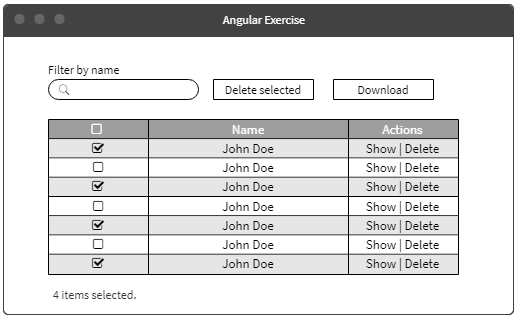 Angular Exercise
Filter by name
Delete selected Download
Name Actions
John Doe Show | Delete
John Doe Show | Delete
John Doe Show | Delete
John Doe Show | Delete
John Doe Show | Delete
John Doe Show | Delete
John Doe Show | Delete
4 items selected.